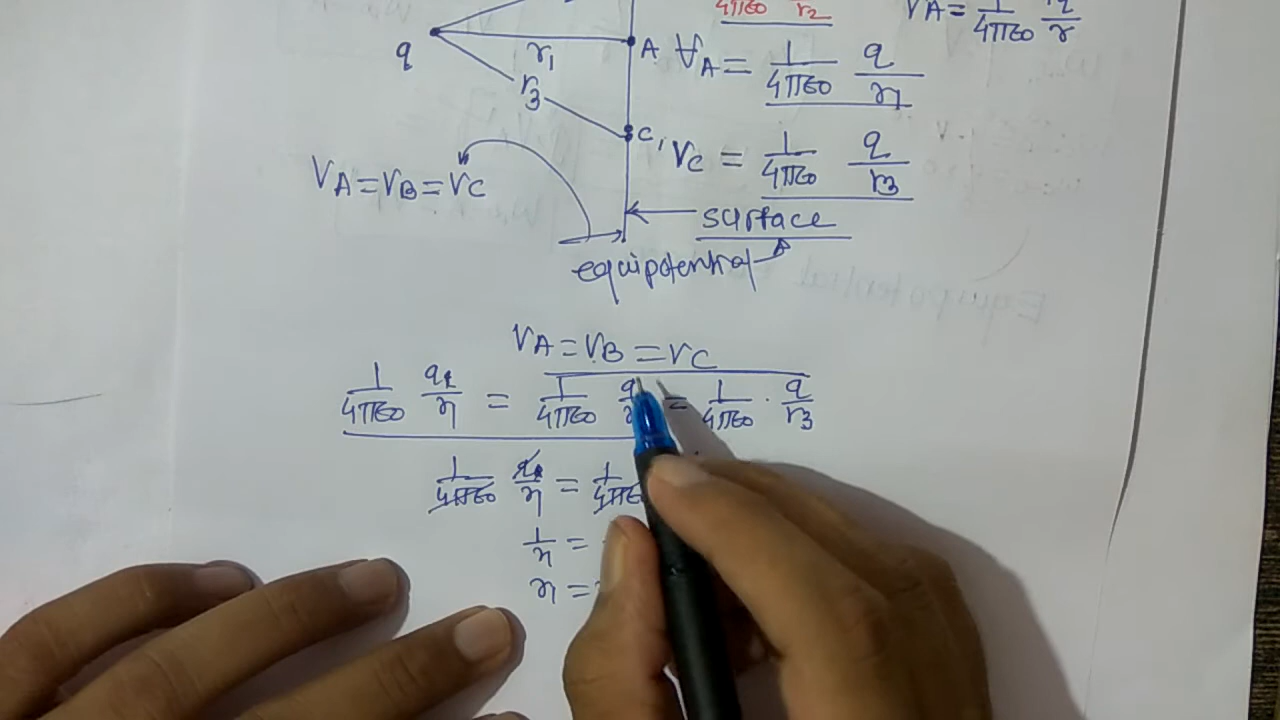 4πϵ0 r2
VA = 1/4πϵ0 q/r
q
r1
A
VA = 1/4πϵ0 q/r1
r3
C, VC = 1/4πϵ0 q/r3
VA = VB = VC
surface
equipotential
VA = VB = VC
1/4πϵ0 q/r1 = 1/4πϵ0 = 1/4πϵ0 · q/r3
1/4πϵ0 q/r1 = 1/4πϵ0
1/r1 =
r1 =